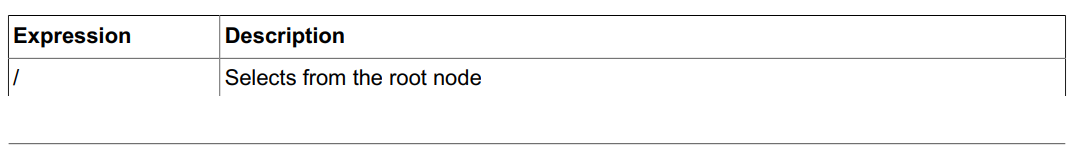 Expression Description
/ Selects from the root node